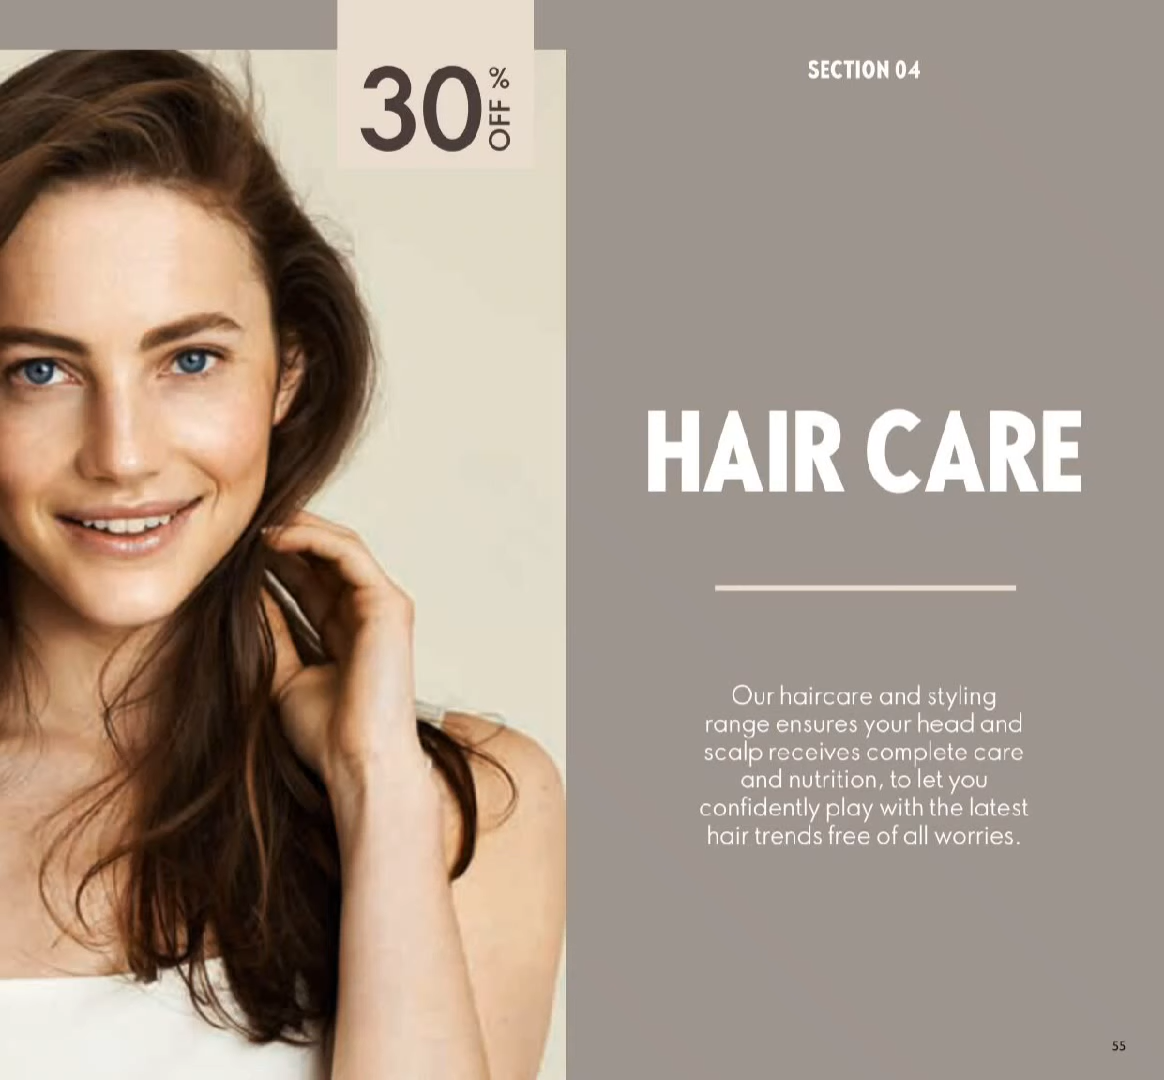 30% OFF
SECTION 04
HAIR CARE
Our haircare and styling
range ensures your head and
scalp receives complete care
and nutrition, to let you
confidently play with the latest
hair trends free of all worries.
55